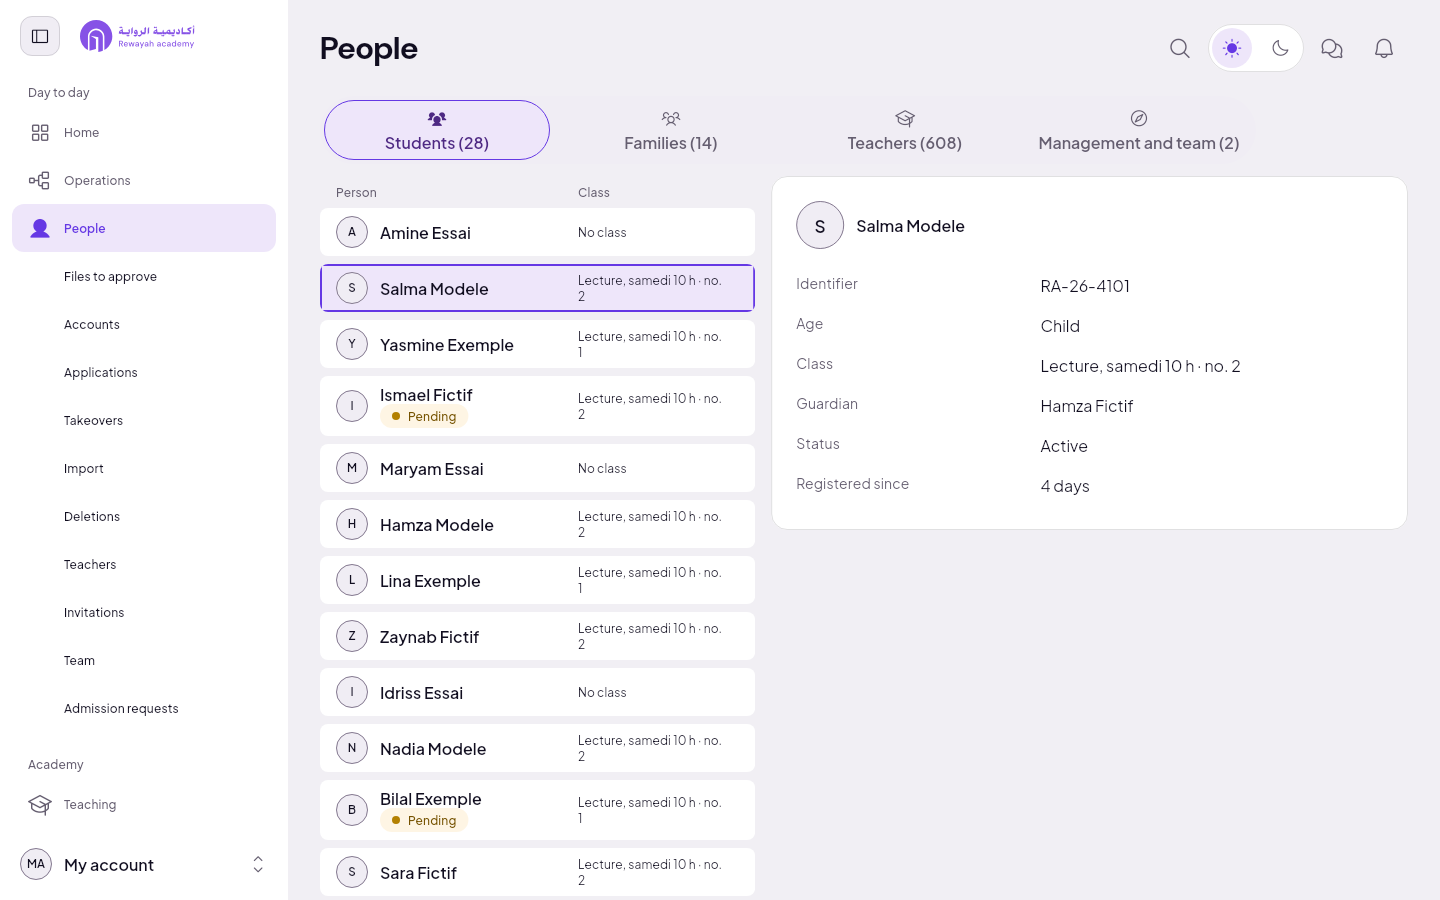 أكاديمية الرواية
Rewayah academy
Day to day
Home
Operations
People
Files to approve
Accounts
Applications
Takeovers
Import
Deletions
Teachers
Invitations
Team
Admission requests
Academy
Teaching
MA
My account
People
Students (28)
Families (14)
Teachers (608)
Management and team (2)
Person
Class
A
Amine Essai
No class
S
Salma Modele
Lecture, samedi 10 h · no.
2
Y
Yasmine Exemple
Lecture, samedi 10 h · no.
1
I
Ismael Fictif
Pending
Lecture, samedi 10 h · no.
2
M
Maryam Essai
No class
H
Hamza Modele
Lecture, samedi 10 h · no.
2
L
Lina Exemple
Lecture, samedi 10 h · no.
1
Z
Zaynab Fictif
Lecture, samedi 10 h · no.
2
I
Idriss Essai
No class
N
Nadia Modele
Lecture, samedi 10 h · no.
2
B
Bilal Exemple
Pending
Lecture, samedi 10 h · no.
1
S
Sara Fictif
Lecture, samedi 10 h · no.
2
S
Salma Modele
Identifier
RA-26-4101
Age
Child
Class
Lecture, samedi 10 h · no. 2
Guardian
Hamza Fictif
Status
Active
Registered since
4 days